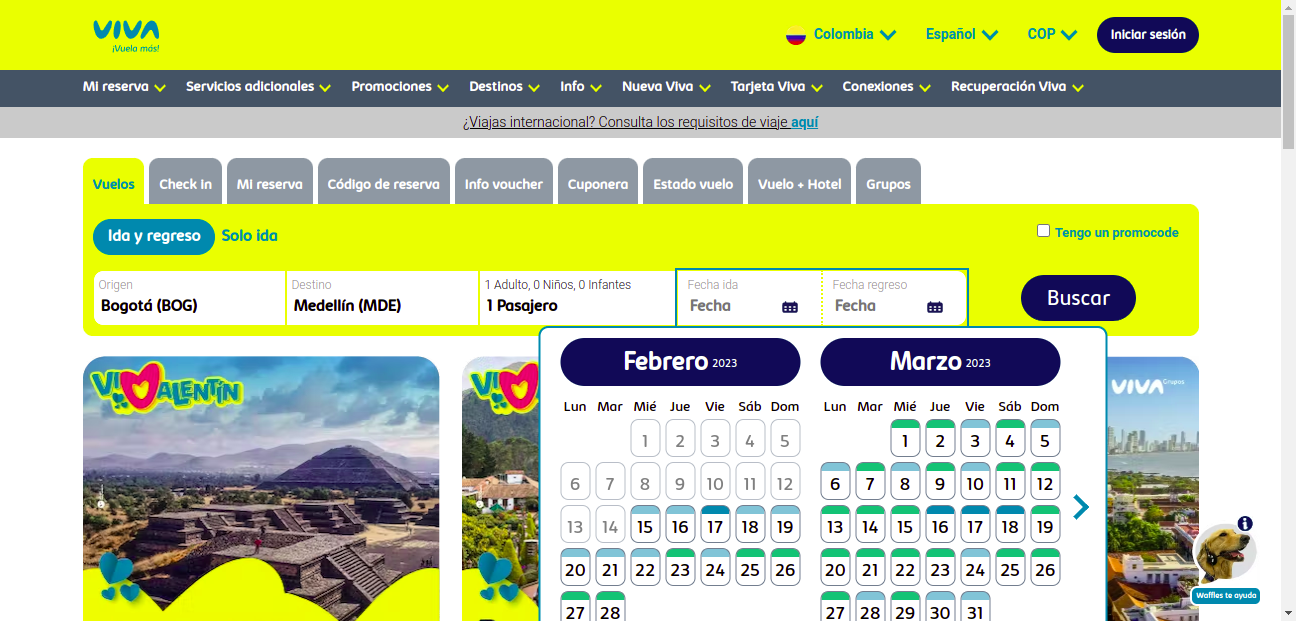 VIVA
¡Vuela más!
Colombia
Español
COP
Iniciar sesión
Mi reserva
Servicios adicionales
Promociones
Destinos
Info
Nueva Viva
Tarjeta Viva
Conexiones
Recuperación Viva
¿Viajas internacional? Consulta los requisitos de viaje aquí
Vuelos
Check In
Mi reserva
Código de reserva
Info voucher
Cuponera
Estado vuelo
Vuelo + Hotel
Grupos
Ida y regreso
Solo ida
Tengo un promocode
Origen
Bogotá (BOG)
Destino
Medellín (MDE)
1 Adulto, 0 Niños, 0 Infantes
1 Pasajero
Fecha ida
Fecha
Fecha regreso
Fecha
Buscar
Febrero 2023
Lun Mar Mié Jue Vie Sáb Dom
1 2 3 4 5
6 7 8 9 10 11 12
13 14 15 16 17 18 19
20 21 22 23 24 25 26
27 28
Marzo 2023
Lun Mar Mié Jue Vie Sáb Dom
1 2 3 4 5
6 7 8 9 10 11 12
13 14 15 16 17 18 19
20 21 22 23 24 25 26
27 28 29 30 31
VIVALENTÍN
VIVA Grupos
i
Waffles te ayuda